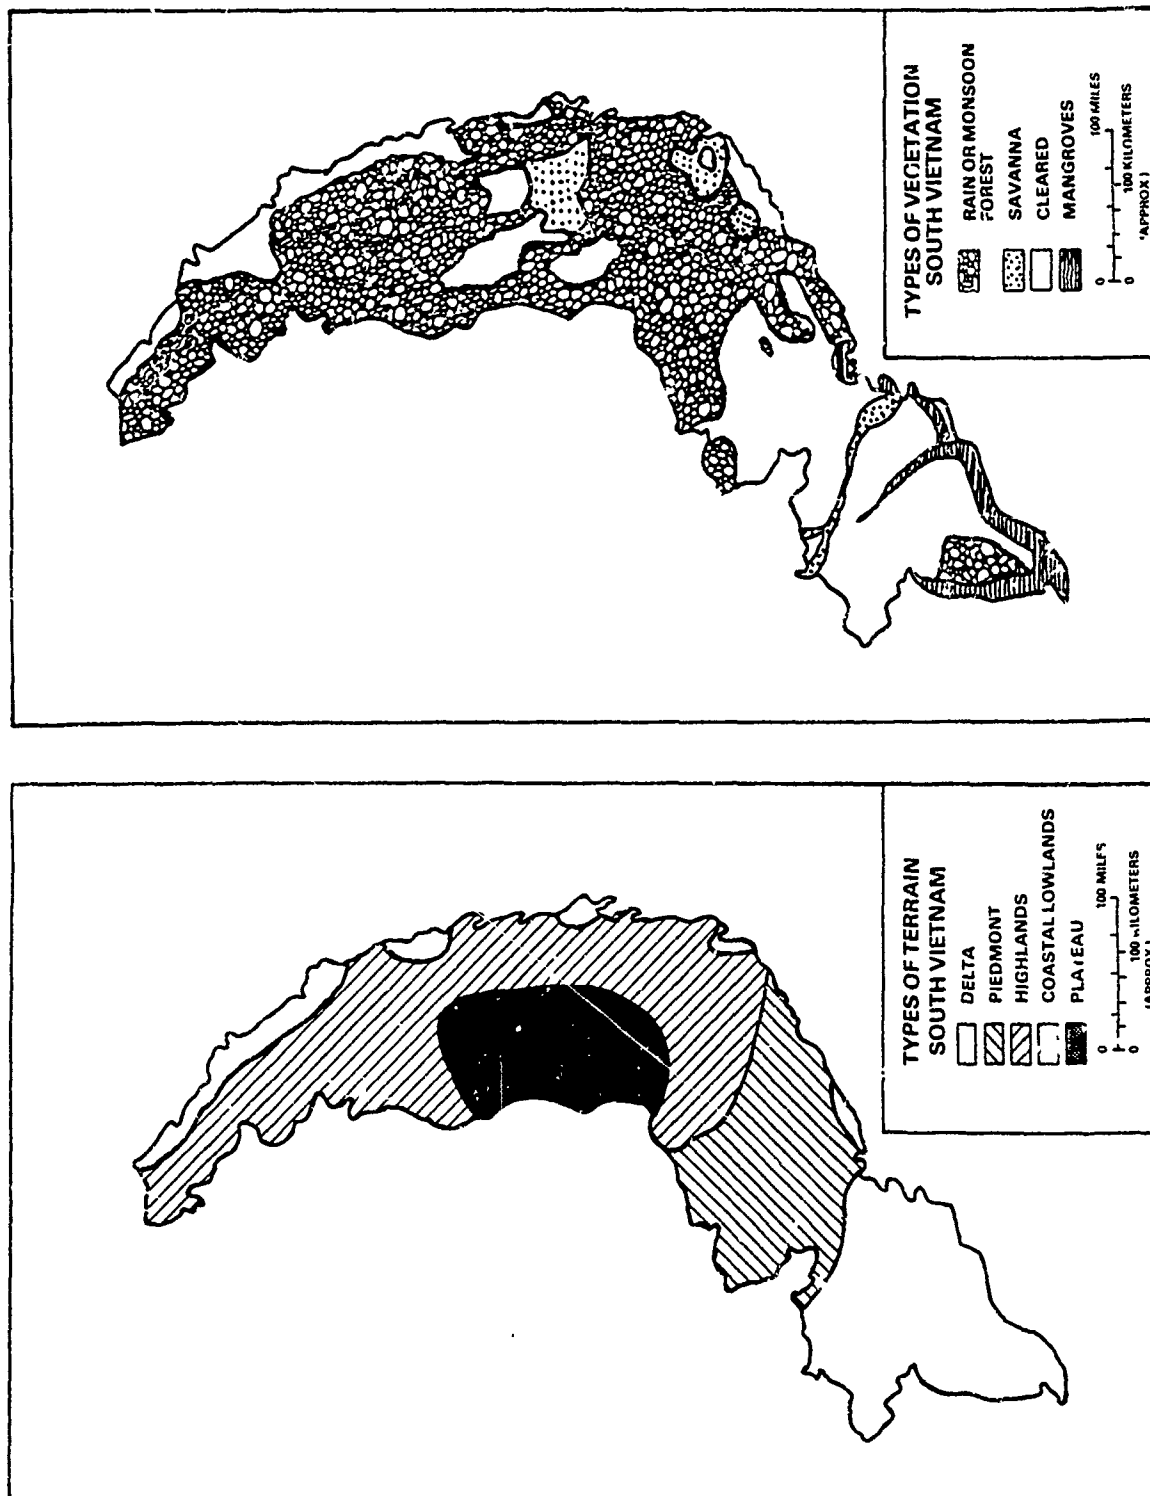 TYPES OF VEGETATION
SOUTH VIETNAM
RAIN OR MONSOON
FOREST
SAVANNA
CLEARED
MANGROVES
0 100 MILES
0 100 KILOMETERS
(APPROX)
TYPES OF TERRAIN
SOUTH VIETNAM
DELTA
PIEDMONT
HIGHLANDS
COASTAL LOWLANDS
PLATEAU
0 100 MILES
0 100 KILOMETERS
(APPROX)